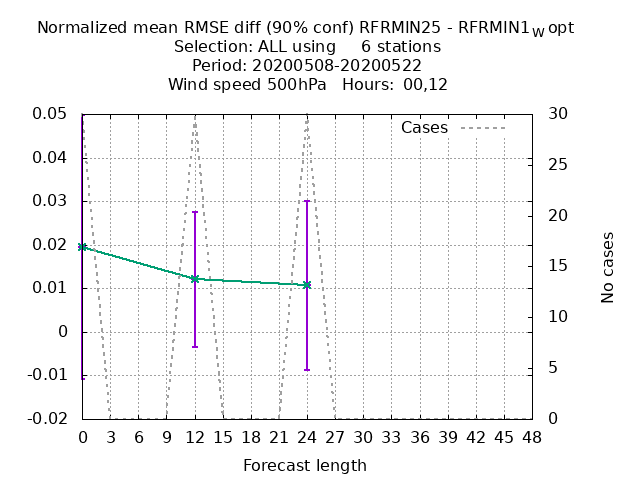 Normalized mean RMSE diff (90% conf) RFRMIN25 - RFRMIN1wopt
Selection: ALL using 6 stations
Period: 20200508-20200522
Wind speed 500hPa Hours: 00,12
Cases
0.05
0.04
0.03
0.02
0.01
0
-0.01
-0.02
30
25
20
15
10
5
0
No cases
0 3 6 9 12 15 18 21 24 27 30 33 36 39 42 45 48
Forecast length